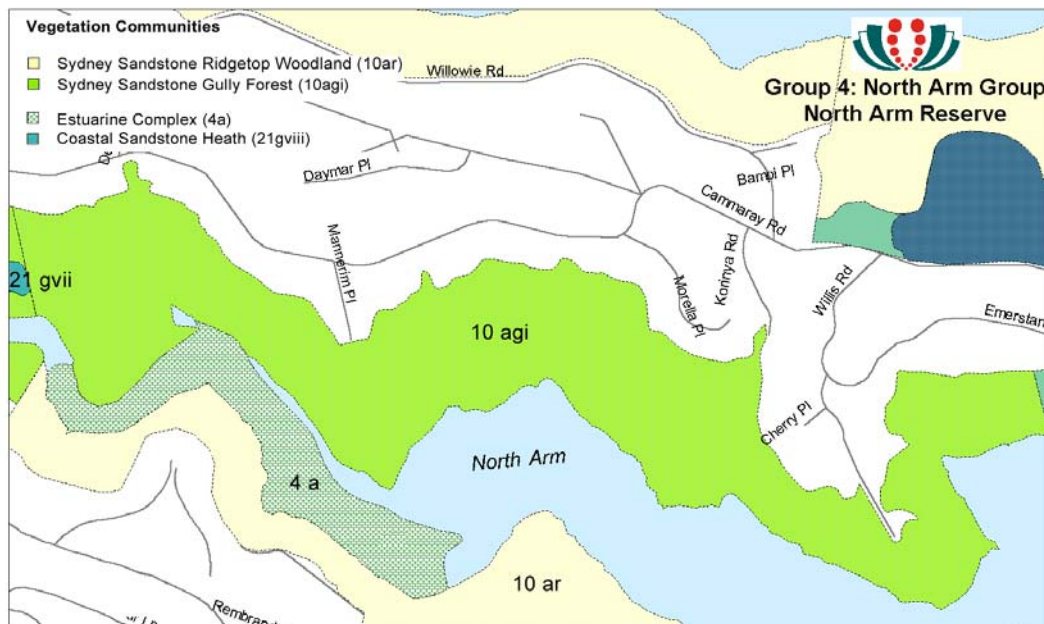 Vegetation Communities
Sydney Sandstone Ridgetop Woodland (10ar)
Sydney Sandstone Gully Forest (10agi)
Estuarine Complex (4a)
Coastal Sandstone Heath (21gviii)
Group 4: North Arm Group
North Arm Reserve
Willowie Rd
Daymar Pl
Bampi Pl
Cammaray Rd
Mannerim Pl
Konnya Rd
Morella Pl
Willis Rd
Emerstan
21 gvii
10 agi
Cherry Pl
North Arm
4 a
10 ar